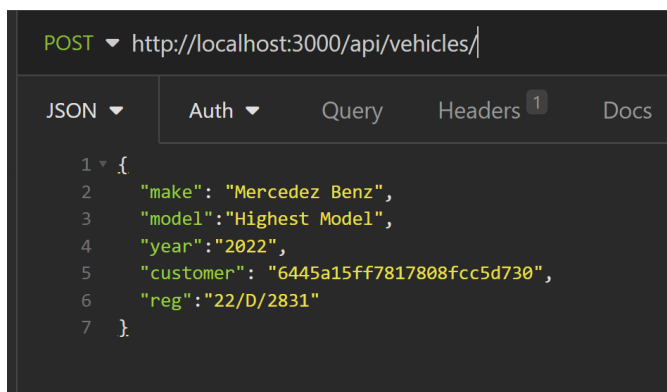 POST http://localhost:3000/api/vehicles/
JSON Auth Query Headers 1 Docs
1 {
2 "make": "Mercedez Benz",
3 "model":"Highest Model",
4 "year":"2022",
5 "customer": "6445a15ff7817808fcc5d730",
6 "reg":"22/D/2831"
7 }